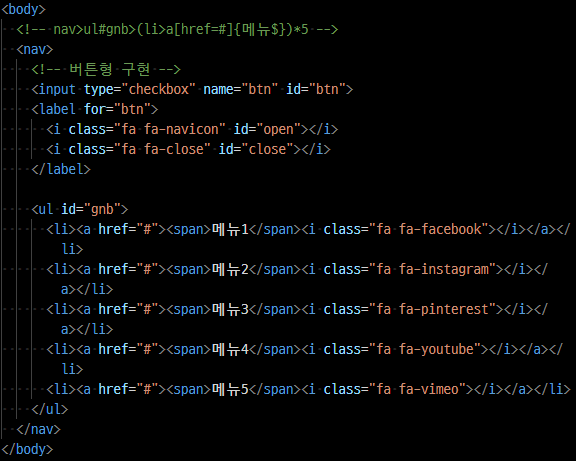 <body>
<!-- nav>ul#gnb>(li>a[href=#]{메뉴$})*5 -->
<nav>
<!-- 버튼형 구현 -->
<input type="checkbox" name="btn" id="btn">
<label for="btn">
<i class="fa fa-navicon" id="open"></i>
<i class="fa fa-close" id="close"></i>
</label>
<ul id="gnb">
<li><a href="#"><span>메뉴1</span><i class="fa fa-facebook"></i></a></
li>
<li><a href="#"><span>메뉴2</span><i class="fa fa-instagram"></i></
a></li>
<li><a href="#"><span>메뉴3</span><i class="fa fa-pinterest"></i></
a></li>
<li><a href="#"><span>메뉴4</span><i class="fa fa-youtube"></i></a></
li>
<li><a href="#"><span>메뉴5</span><i class="fa fa-vimeo"></i></a></li>
</ul>
</nav>
</body>